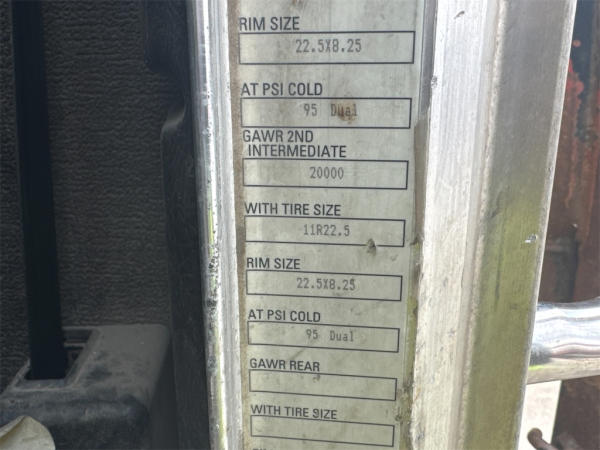 RIM SIZE
22.5X8.25
AT PSI COLD
95 Dual
GAWR 2ND
INTERMEDIATE
20000
WITH TIRE SIZE
11R22.5
RIM SIZE
22.5X8.25
AT PSI COLD
95 Dual
GAWR REAR
WITH TIRE SIZE